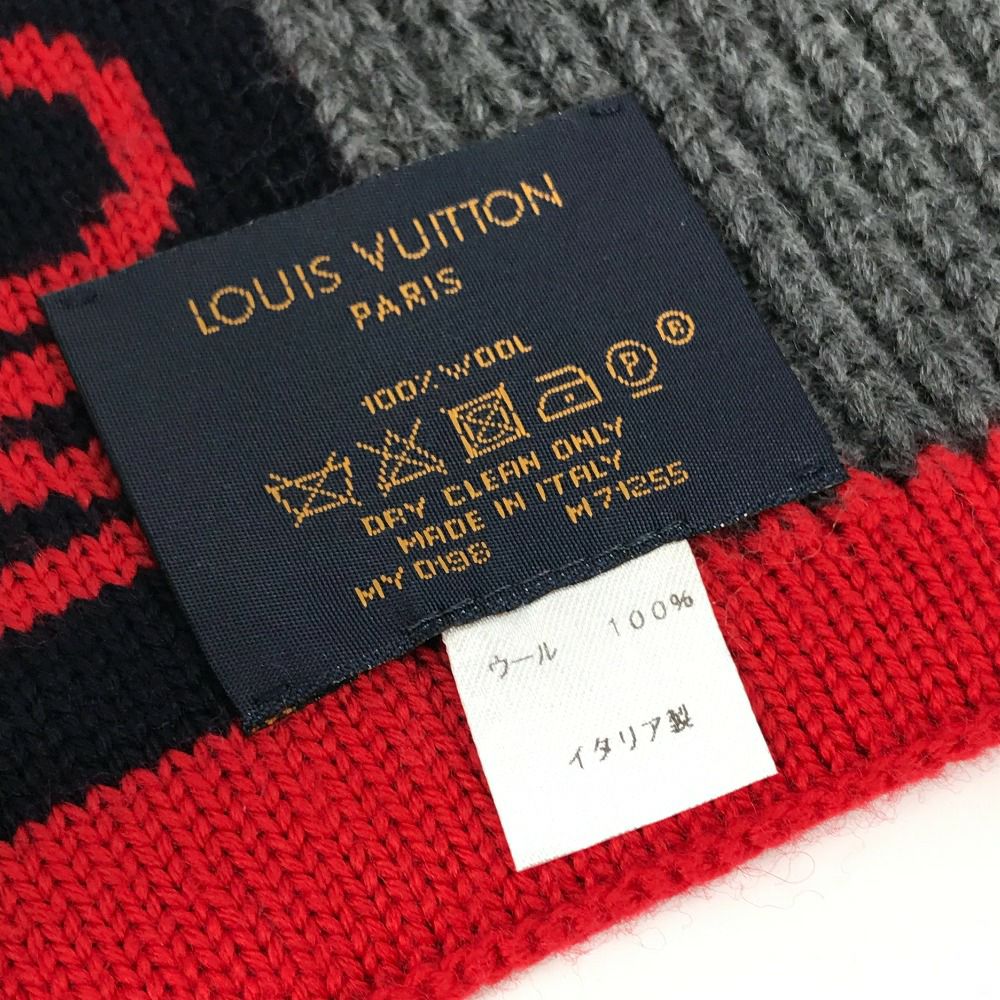 LOUIS VUITTON
PARIS
100% WOOL
P ®
DRY CLEAN ONLY
MADE IN ITALY
MY 0198 M71255
ウール 100%
イタリア製